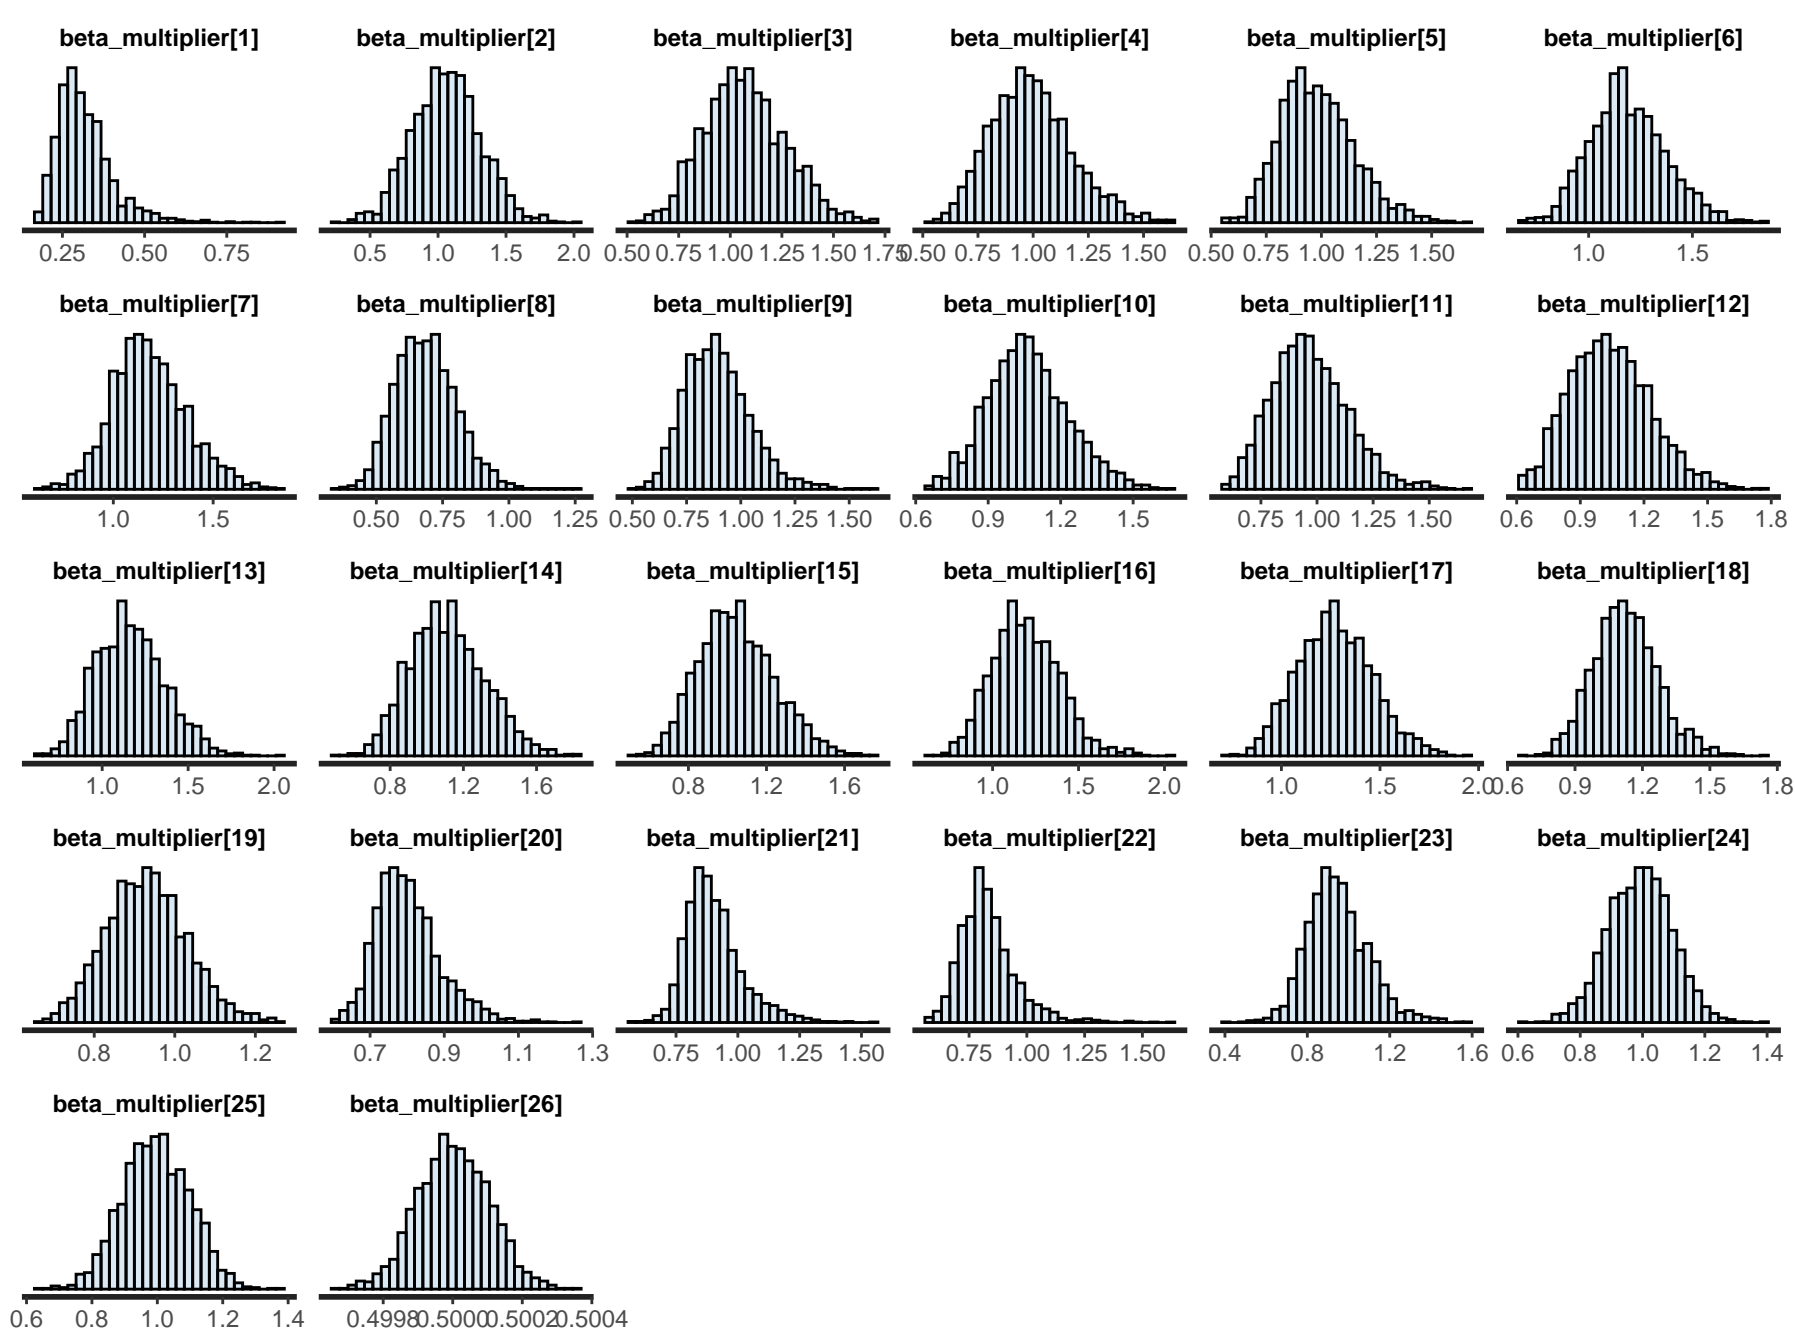 beta_multiplier[1] beta_multiplier[2] beta_multiplier[3] beta_multiplier[4] beta_multiplier[5] beta_multiplier[6]
0.25 0.50 0.75 0.5 1.0 1.5 2.0 0.50 0.75 1.00 1.25 1.50 1.75 0.50 0.75 1.00 1.25 1.50 0.50 0.75 1.00 1.25 1.50 1.0 1.5
beta_multiplier[7] beta_multiplier[8] beta_multiplier[9] beta_multiplier[10] beta_multiplier[11] beta_multiplier[12]
1.0 1.5 0.50 0.75 1.00 1.25 0.50 0.75 1.00 1.25 1.50 0.6 0.9 1.2 1.5 0.75 1.00 1.25 1.50 0.6 0.9 1.2 1.5 1.8
beta_multiplier[13] beta_multiplier[14] beta_multiplier[15] beta_multiplier[16] beta_multiplier[17] beta_multiplier[18]
1.0 1.5 2.0 0.8 1.2 1.6 0.8 1.2 1.6 1.0 1.5 2.0 1.0 1.5 2.0 0.6 0.9 1.2 1.5 1.8
beta_multiplier[19] beta_multiplier[20] beta_multiplier[21] beta_multiplier[22] beta_multiplier[23] beta_multiplier[24]
0.8 1.0 1.2 0.7 0.9 1.1 1.3 0.75 1.00 1.25 1.50 0.75 1.00 1.25 1.50 0.4 0.8 1.2 1.6 0.6 0.8 1.0 1.2 1.4
beta_multiplier[25] beta_multiplier[26]
0.6 0.8 1.0 1.2 1.4 0.4998 0.5000 0.5002 0.5004